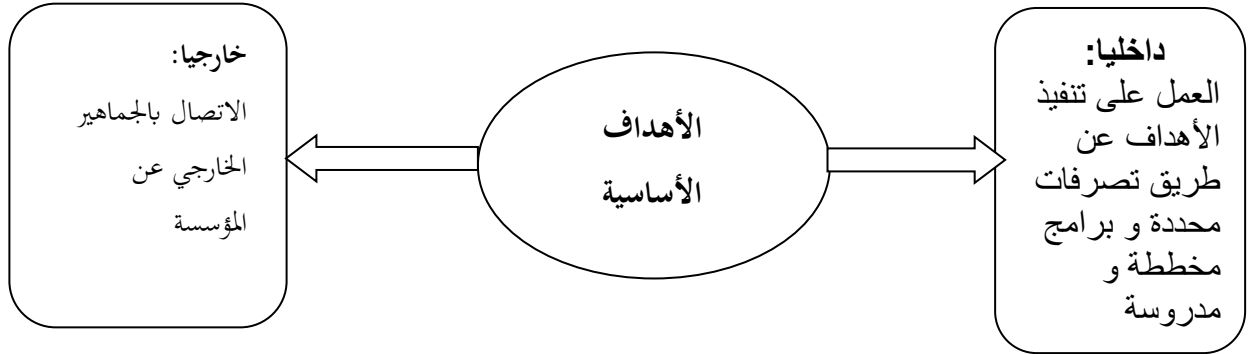 داخليا:
العمل على تنفيذ
الأهداف عن
طريق تصرفات
محددة و برامج
مخططة و
مدروسة
الأهداف
الأساسية
خارجيا:
الاتصال بالجماهير
الخارجي عن
المؤسسة